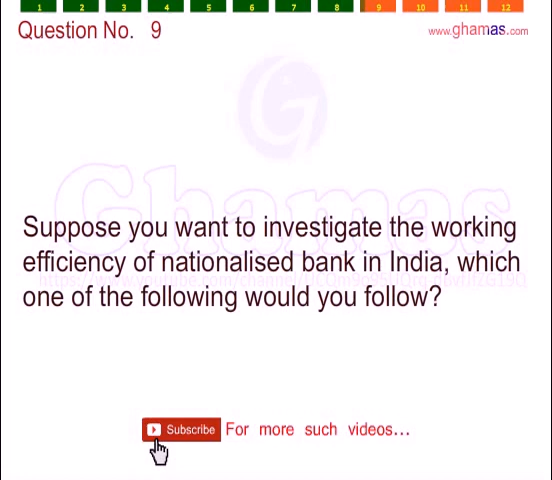 1 2 3 4 5 6 7 8 9 10 11 12
Question No. 9
www.ghamas.com
G
Ghamas
Suppose you want to investigate the working
efficiency of nationalised bank in India, which
one of the following would you follow?
Subscribe For more such videos...